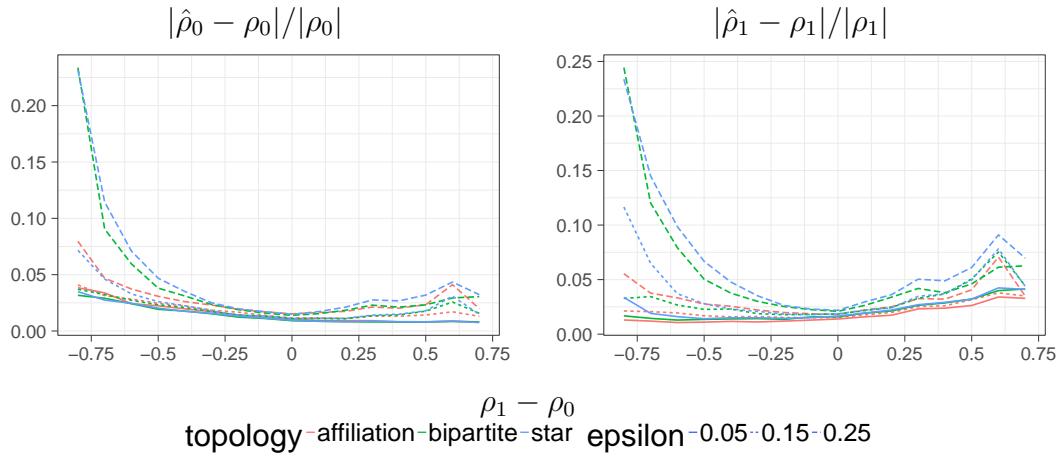 |ρ̂₀ − ρ₀|/|ρ₀|
|ρ̂₁ − ρ₁|/|ρ₁|
0.20
0.15
0.10
0.05
0.00
−0.75 −0.50 −0.25 0 0.25 0.50 0.75
0.25
0.20
0.15
0.10
0.05
0.00
−0.75 −0.5 −0.25 0 0.25 0.50 0.75
ρ₁ − ρ₀
topology affiliation bipartite star epsilon 0.05 0.15 0.25